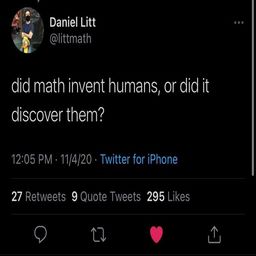 Daniel Litt
@littmath
did math invent humans, or did it
discover them?
12:05 PM · 11/4/20 · Twitter for iPhone
27 Retweets 9 Quote Tweets 295 Likes